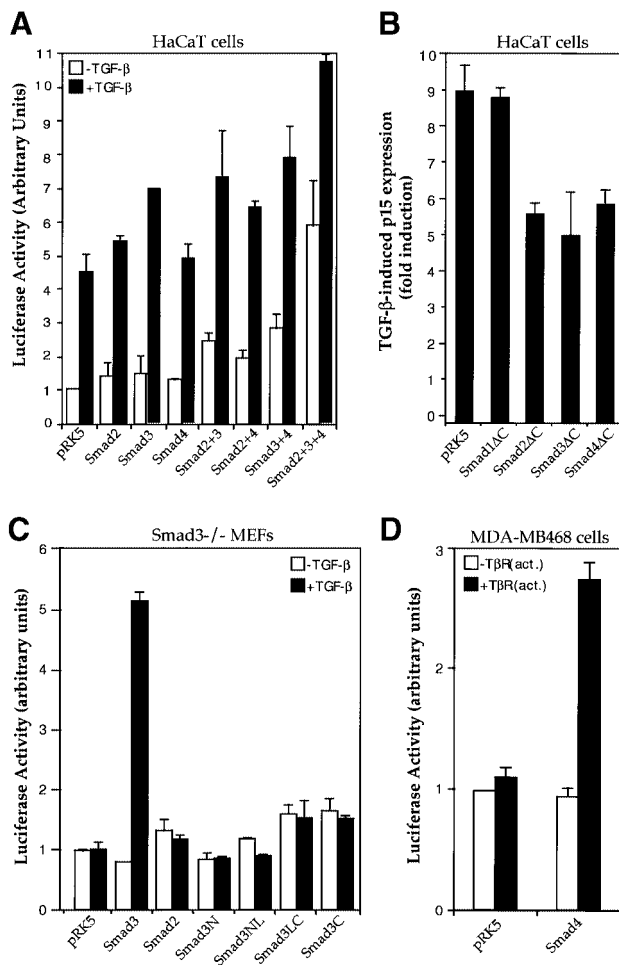 A
HaCaT cells
Luciferase Activity (Arbitrary Units)
11
10
9
8
7
6
5
4
3
2
1
0
-TGF-β
+TGF-β
pRK5
Smad2
Smad3
Smad4
Smad2+3
Smad2+4
Smad3+4
Smad2+3+4
B
HaCaT cells
TGF-β-induced p15 expression
(fold induction)
10
9
8
7
6
5
4
3
2
1
0
pRK5
Smad1ΔC
Smad2ΔC
Smad3ΔC
Smad4ΔC
C
Smad3-/- MEFs
Luciferase Activity (arbitrary units)
6
5
4
3
2
1
0
-TGF-β
+TGF-β
pRK5
Smad3
Smad2
Smad3N
Smad3NL
Smad3LC
Smad3C
D
MDA-MB468 cells
Luciferase Activity (arbitrary units)
3
2
1
0
-TβR(act.)
+TβR(act.)
pRK5
Smad4